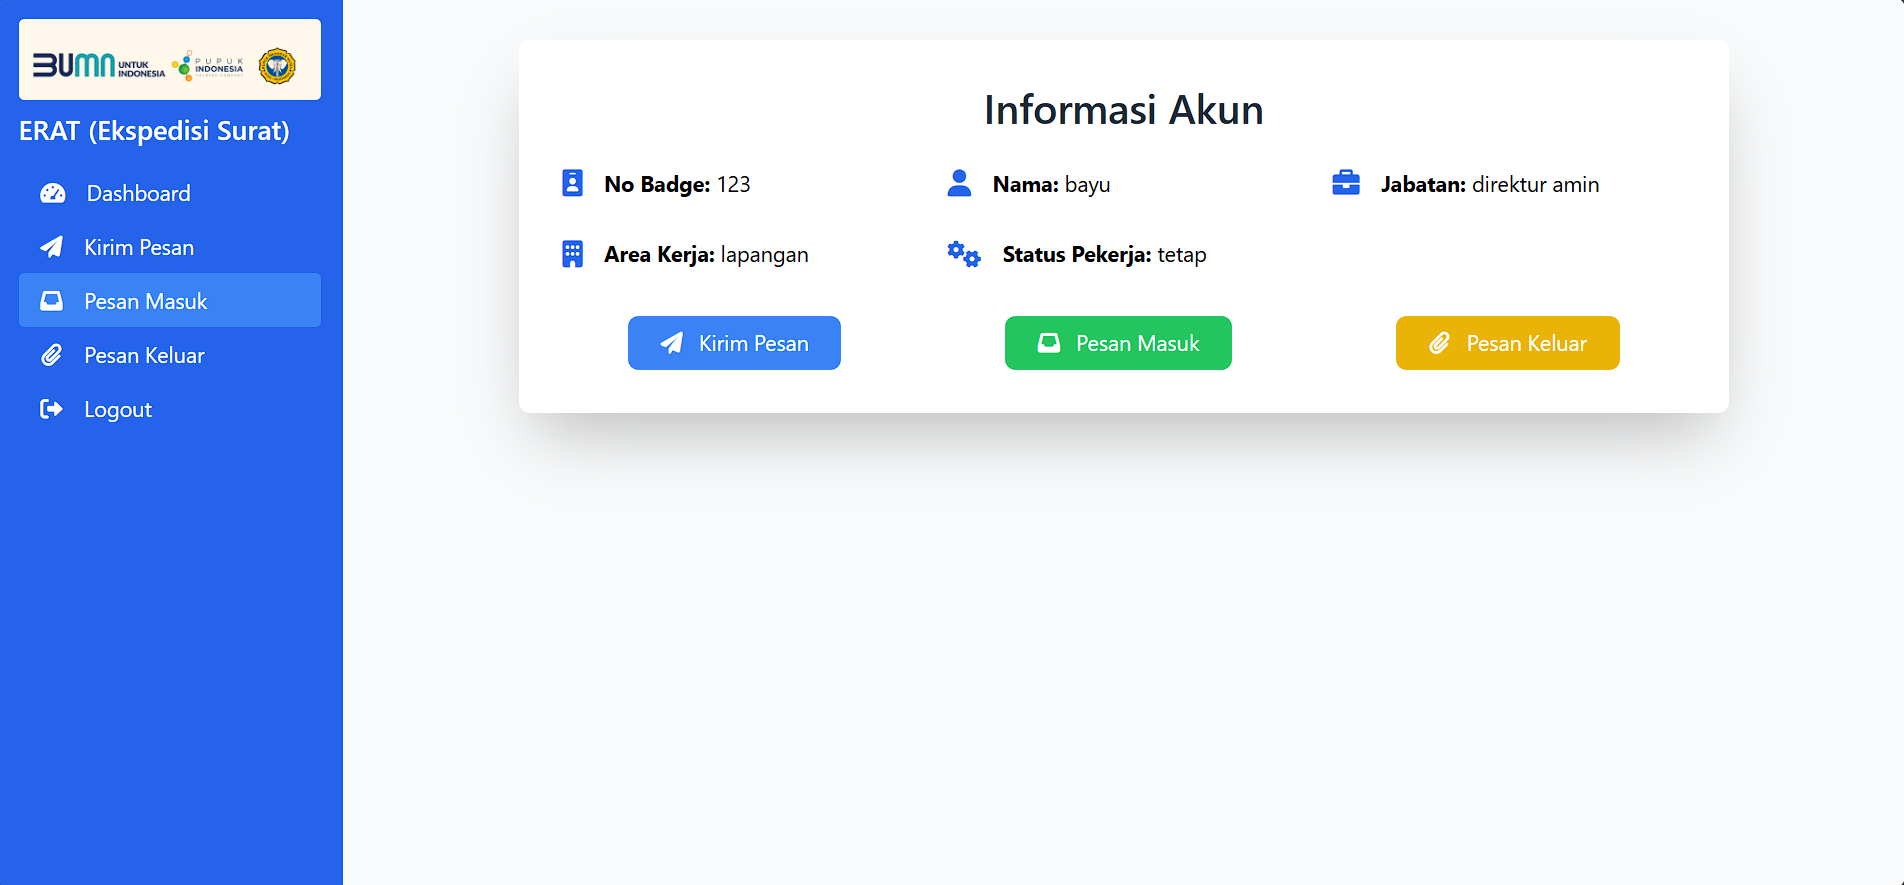 BUMN UNTUK INDONESIA
PUPUK INDONESIA
ERAT (Ekspedisi Surat)
Dashboard
Kirim Pesan
Pesan Masuk
Pesan Keluar
Logout
Informasi Akun
No Badge: 123
Nama: bayu
Jabatan: direktur amin
Area Kerja: lapangan
Status Pekerja: tetap
Kirim Pesan
Pesan Masuk
Pesan Keluar